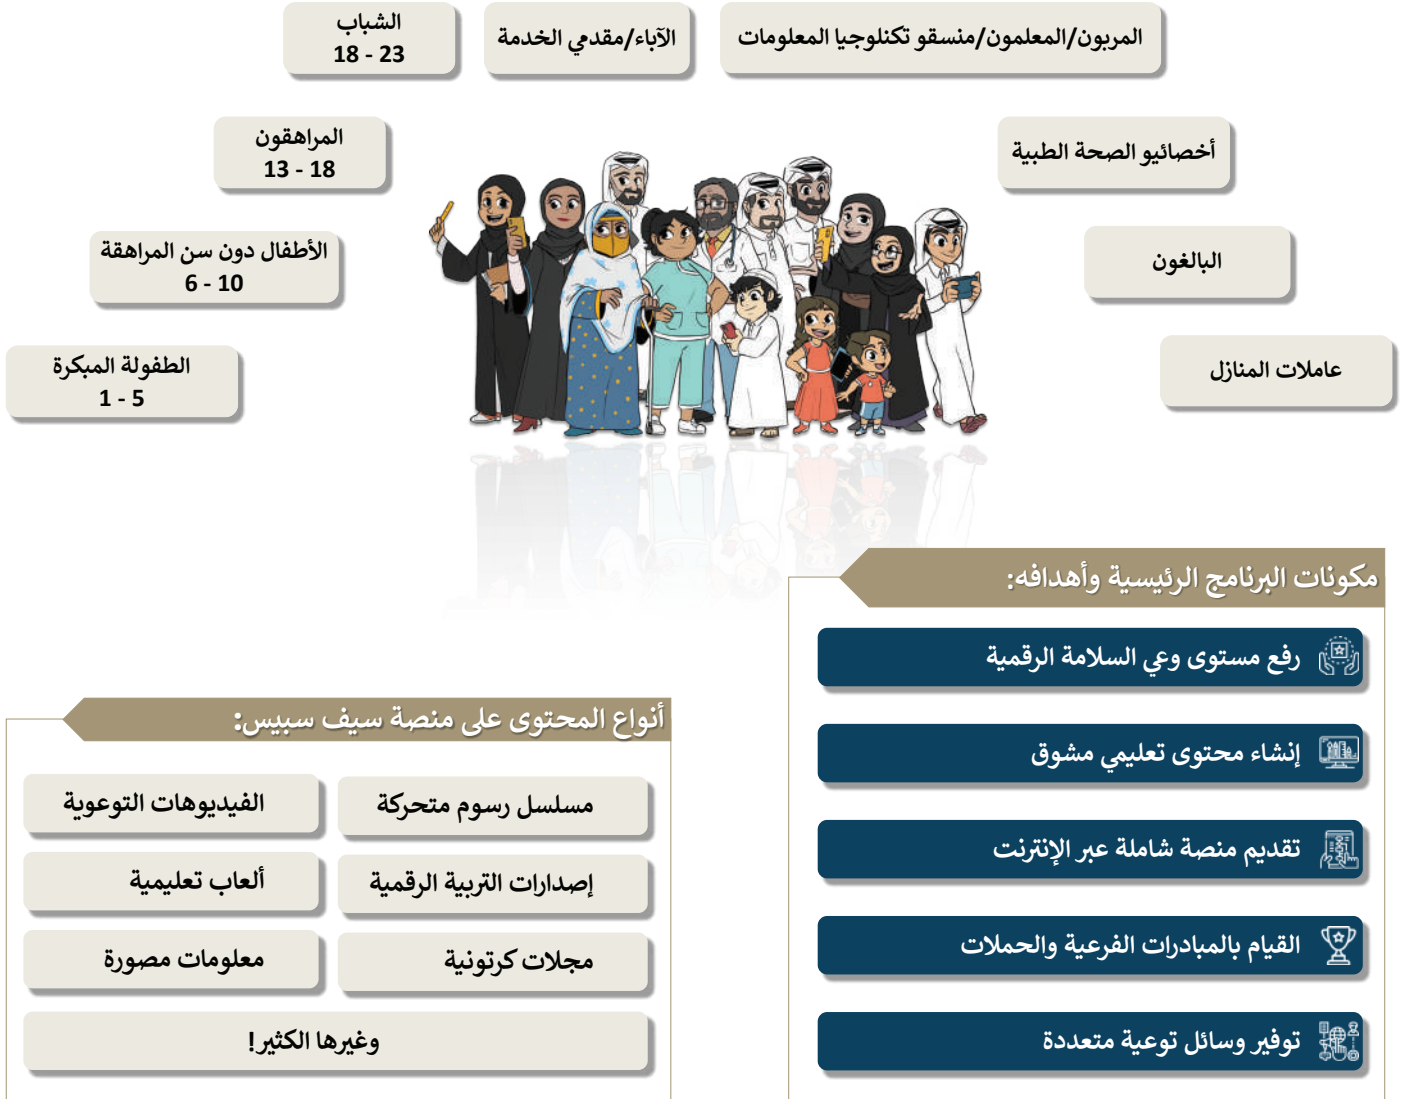 المربون/المعلمون/منسقو تكنلوجيا المعلومات
الآباء/مقدمي الخدمة
الشباب
18 - 23
أخصائيو الصحة الطبية
المراهقون
13 - 18
البالغون
الأطفال دون سن المراهقة
6 - 10
عاملات المنازل
الطفولة المبكرة
1 - 5
مكونات البرنامج الرئيسية وأهدافه:
رفع مستوى وعي السلامة الرقمية
إنشاء محتوى تعليمي مشوق
تقديم منصة شاملة عبر الإنترنت
القيام بالمبادرات الفرعية والحملات
توفير وسائل توعية متعددة
أنواع المحتوى على منصة سيف سبيس:
مسلسل رسوم متحركة
الفيديوهات التوعوية
إصدارات التربية الرقمية
ألعاب تعليمية
مجلات كرتونية
معلومات مصورة
وغيرها الكثير!